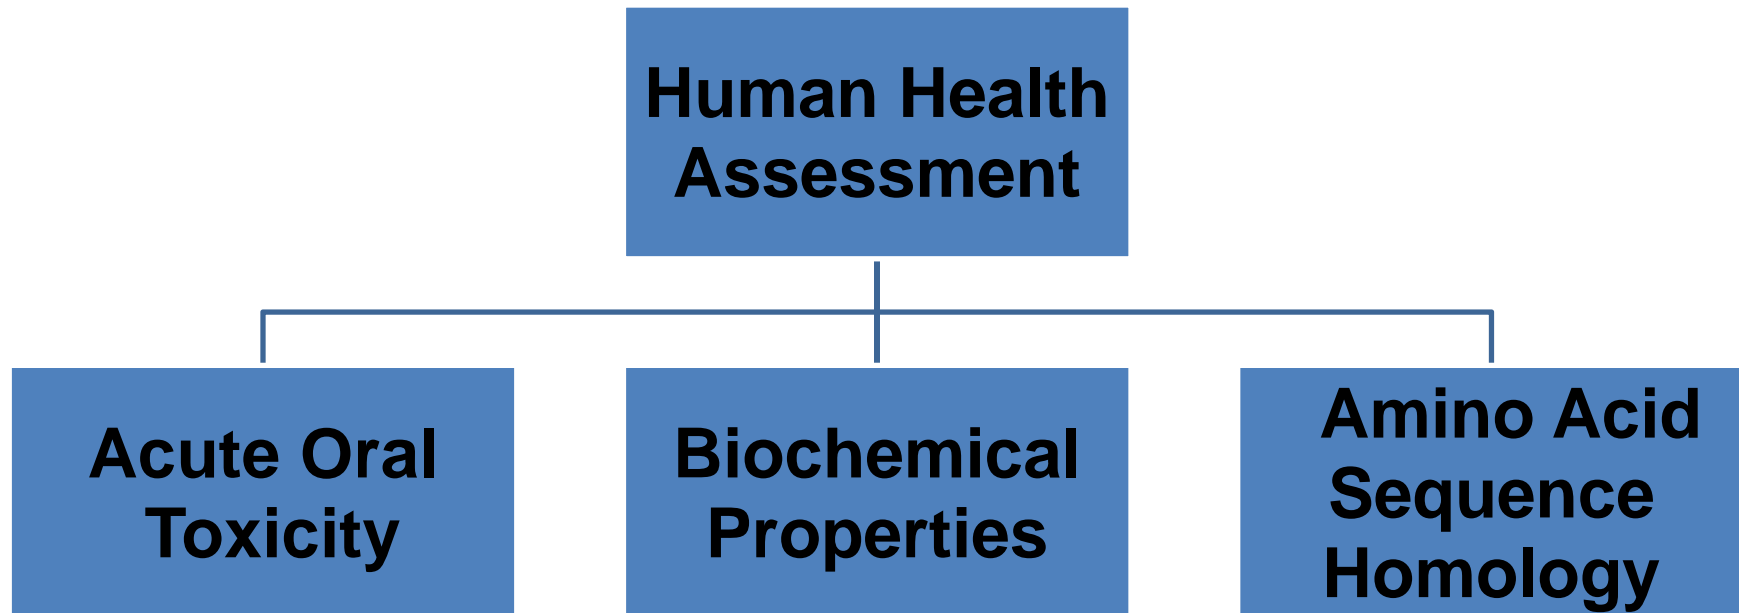 Human Health
Assessment
Acute Oral
Toxicity
Biochemical
Properties
Amino Acid
Sequence
Homology